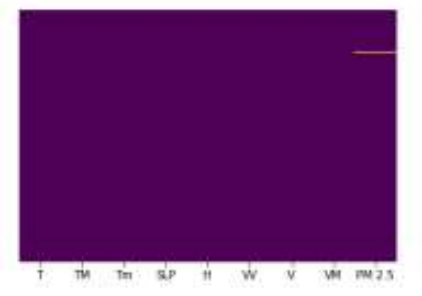 T TM Tm SLP H VV V VM PM 2.5